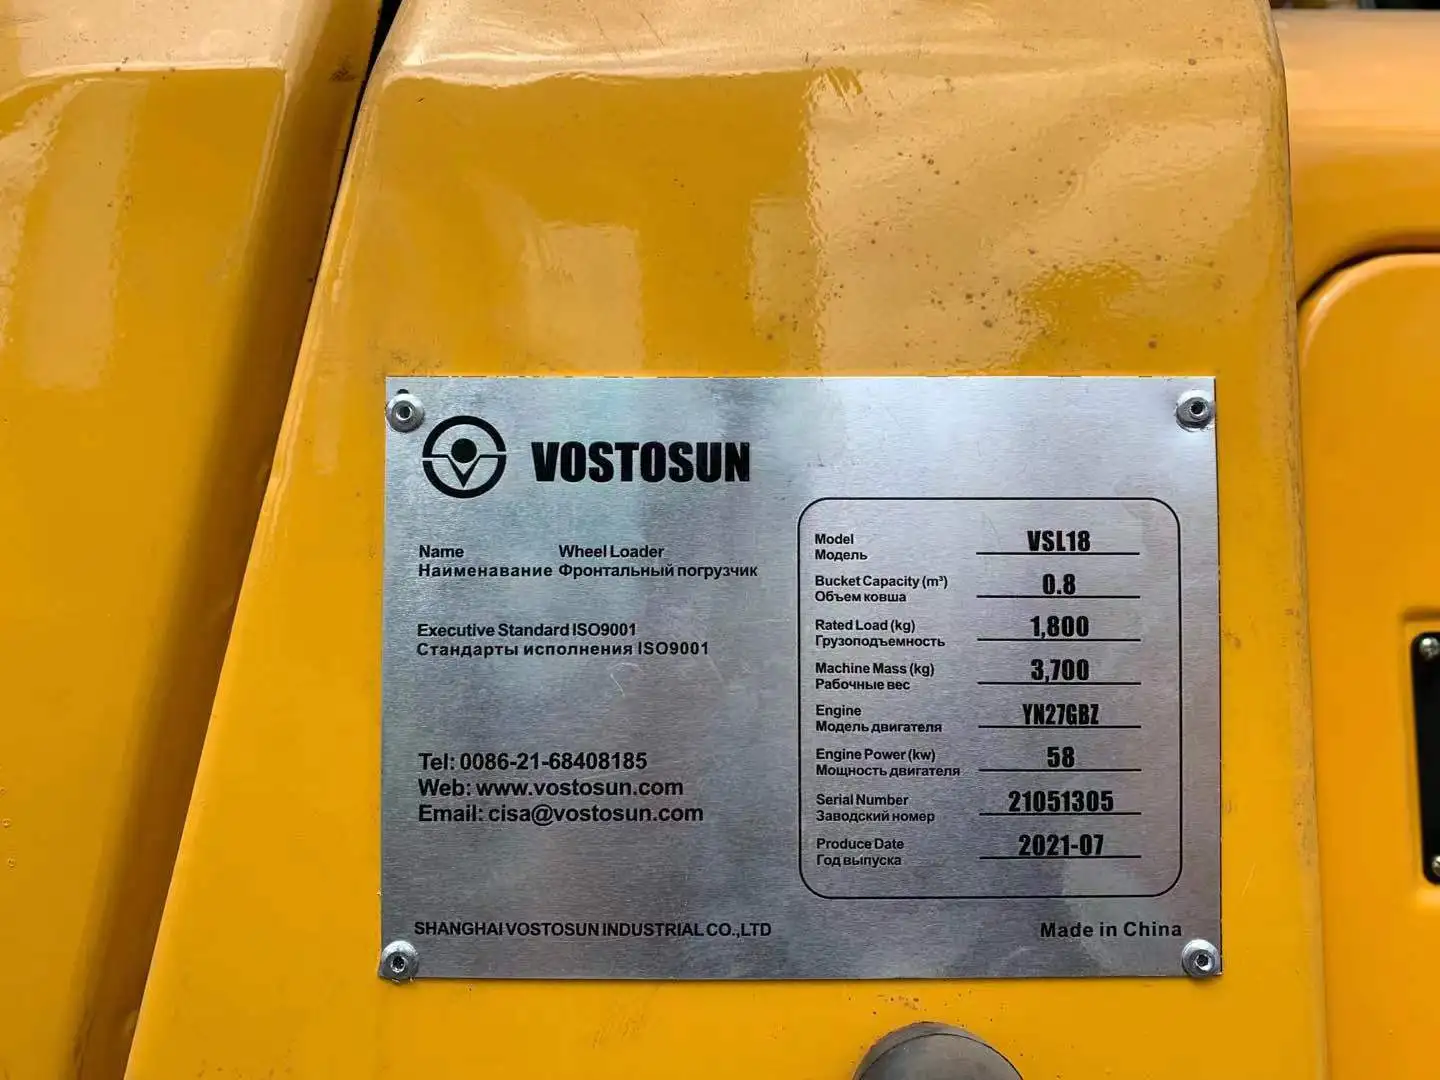 VOSTOSUN
Name Wheel Loader
Наименавание Фронтальный погрузчик
Executive Standard ISO9001
Стандарты исполнения ISO9001
Tel: 0086-21-68408185
Web: www.vostosun.com
Email: cisa@vostosun.com
Model VSL18
Модель
Bucket Capacity (m³) 0.8
Объем ковша
Rated Load (kg) 1,800
Грузоподъемность
Machine Mass (kg) 3,700
Рабочные вес
Engine YN27GBZ
Модель двигателя
Engine Power (kw) 58
Мощность двигателя
Serial Number 21051305
Заводский номер
Produce Date 2021-07
Год выпуска
SHANGHAI VOSTOSUN INDUSTRIAL CO.,LTD
Made in China